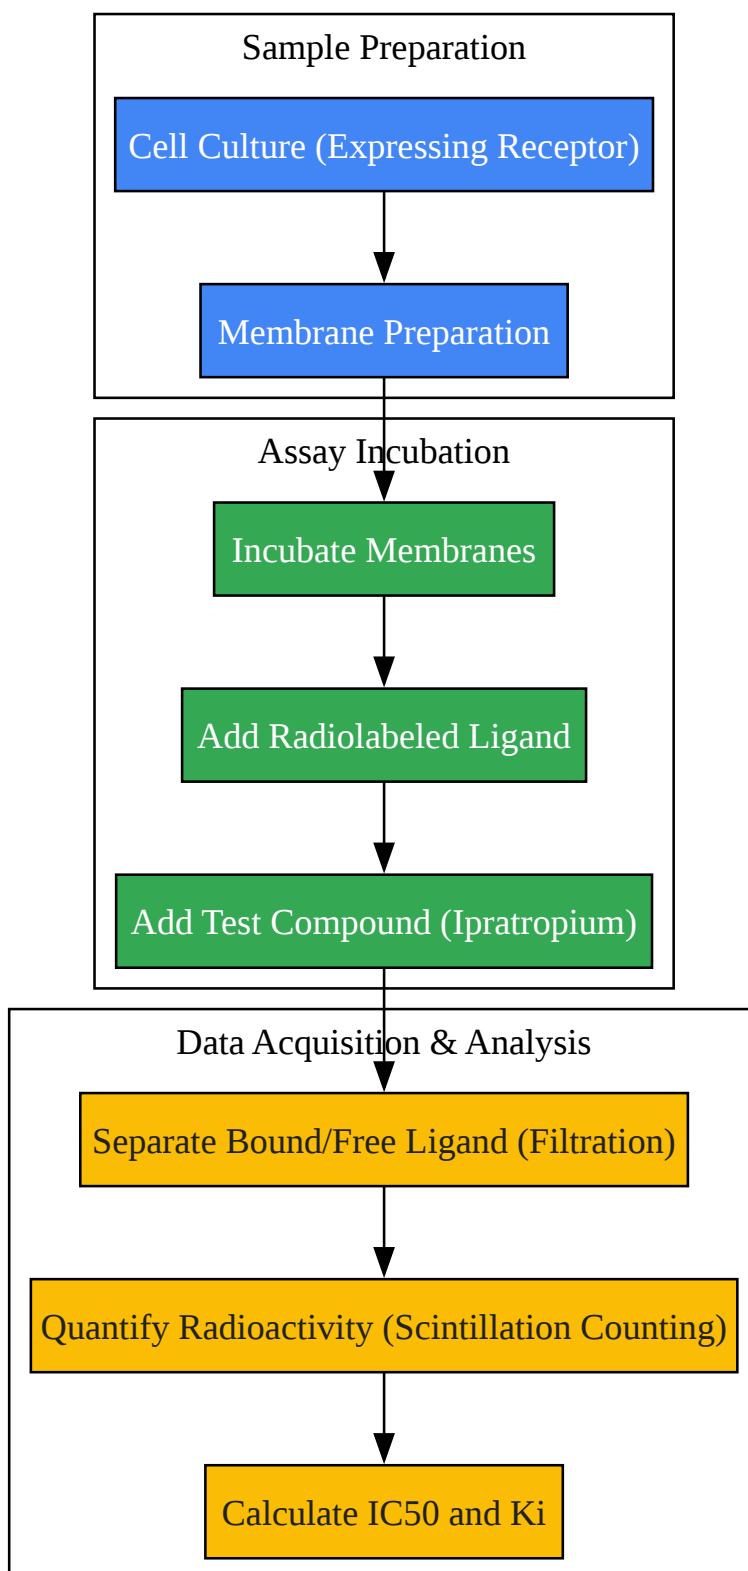 Sample Preparation
Cell Culture (Expressing Receptor)
Membrane Preparation
Assay Incubation
Incubate Membranes
Add Radiolabeled Ligand
Add Test Compound (Ipratropium)
Data Acquisition & Analysis
Separate Bound/Free Ligand (Filtration)
Quantify Radioactivity (Scintillation Counting)
Calculate IC50 and Ki